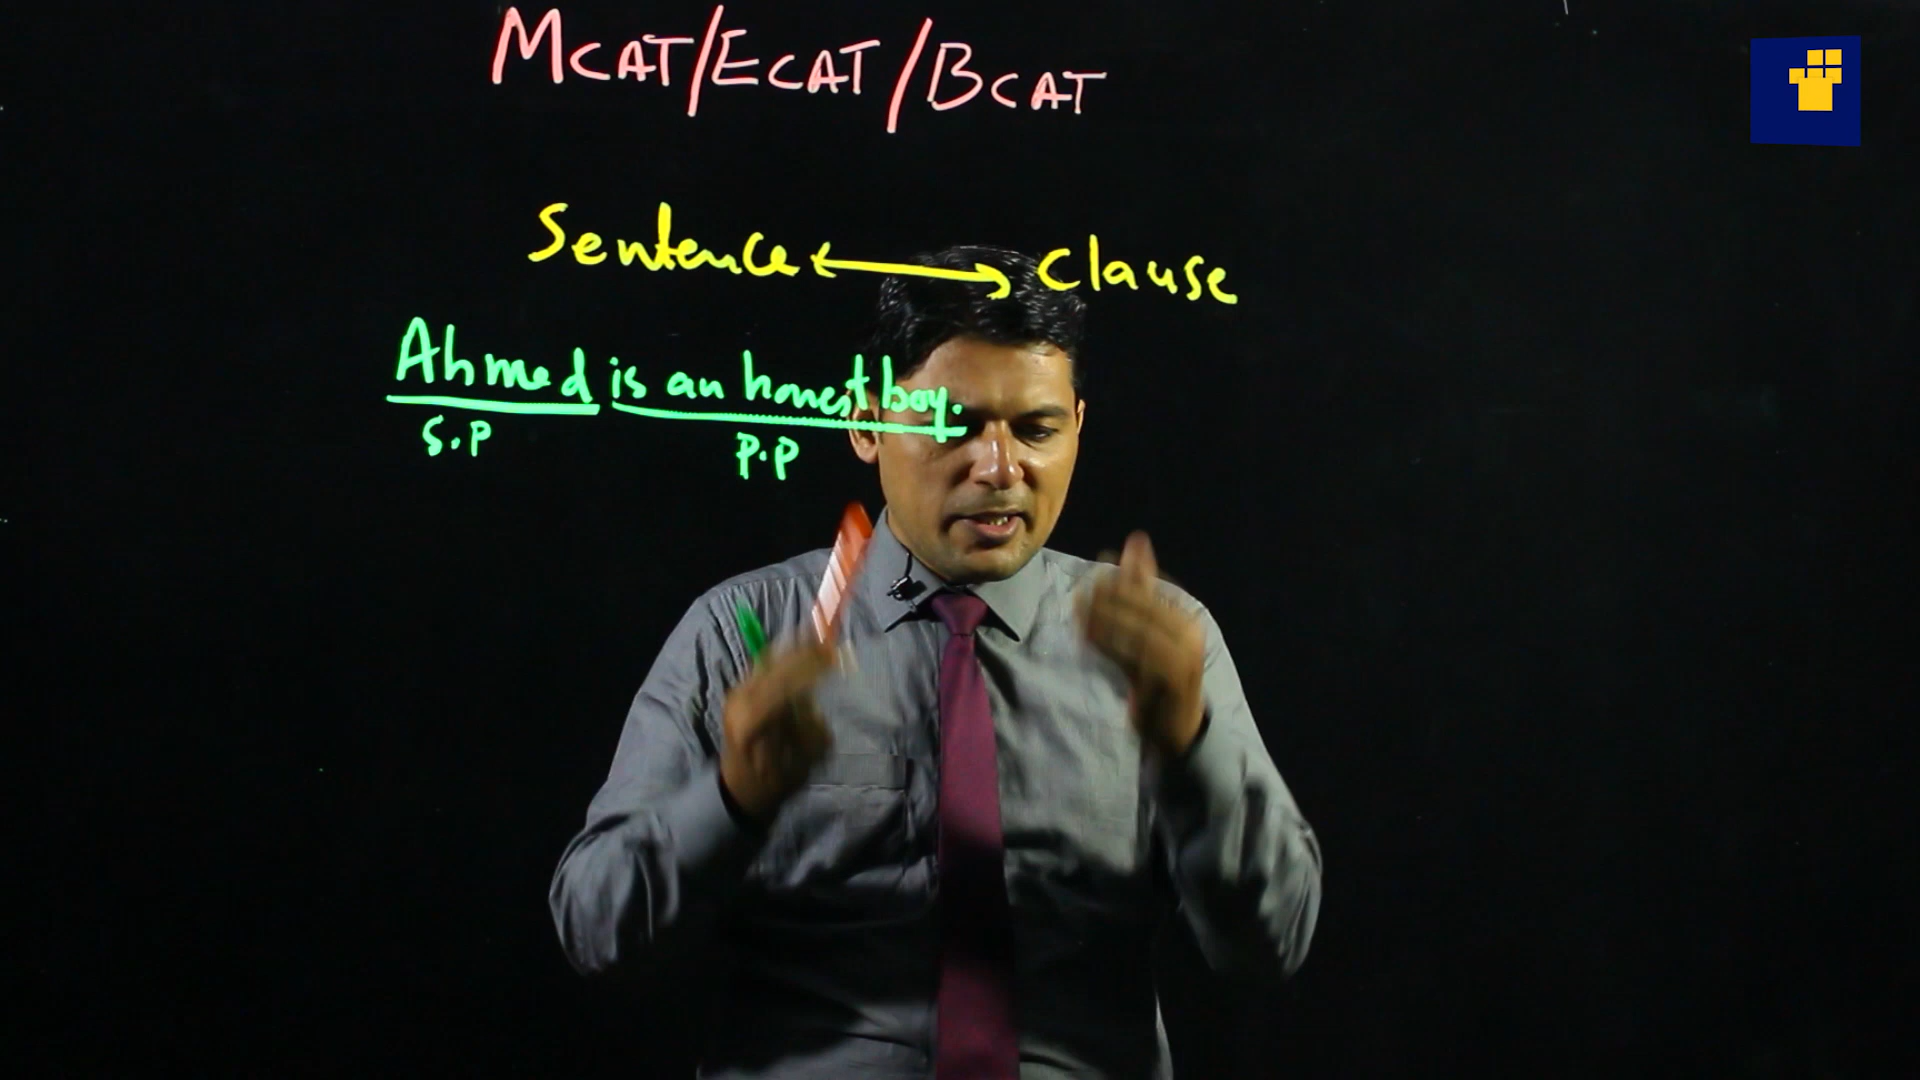 MCAT/ECAT/BCAT
Sentence ↔ Clause
Ahmed is an honest boy.
S.P P.P